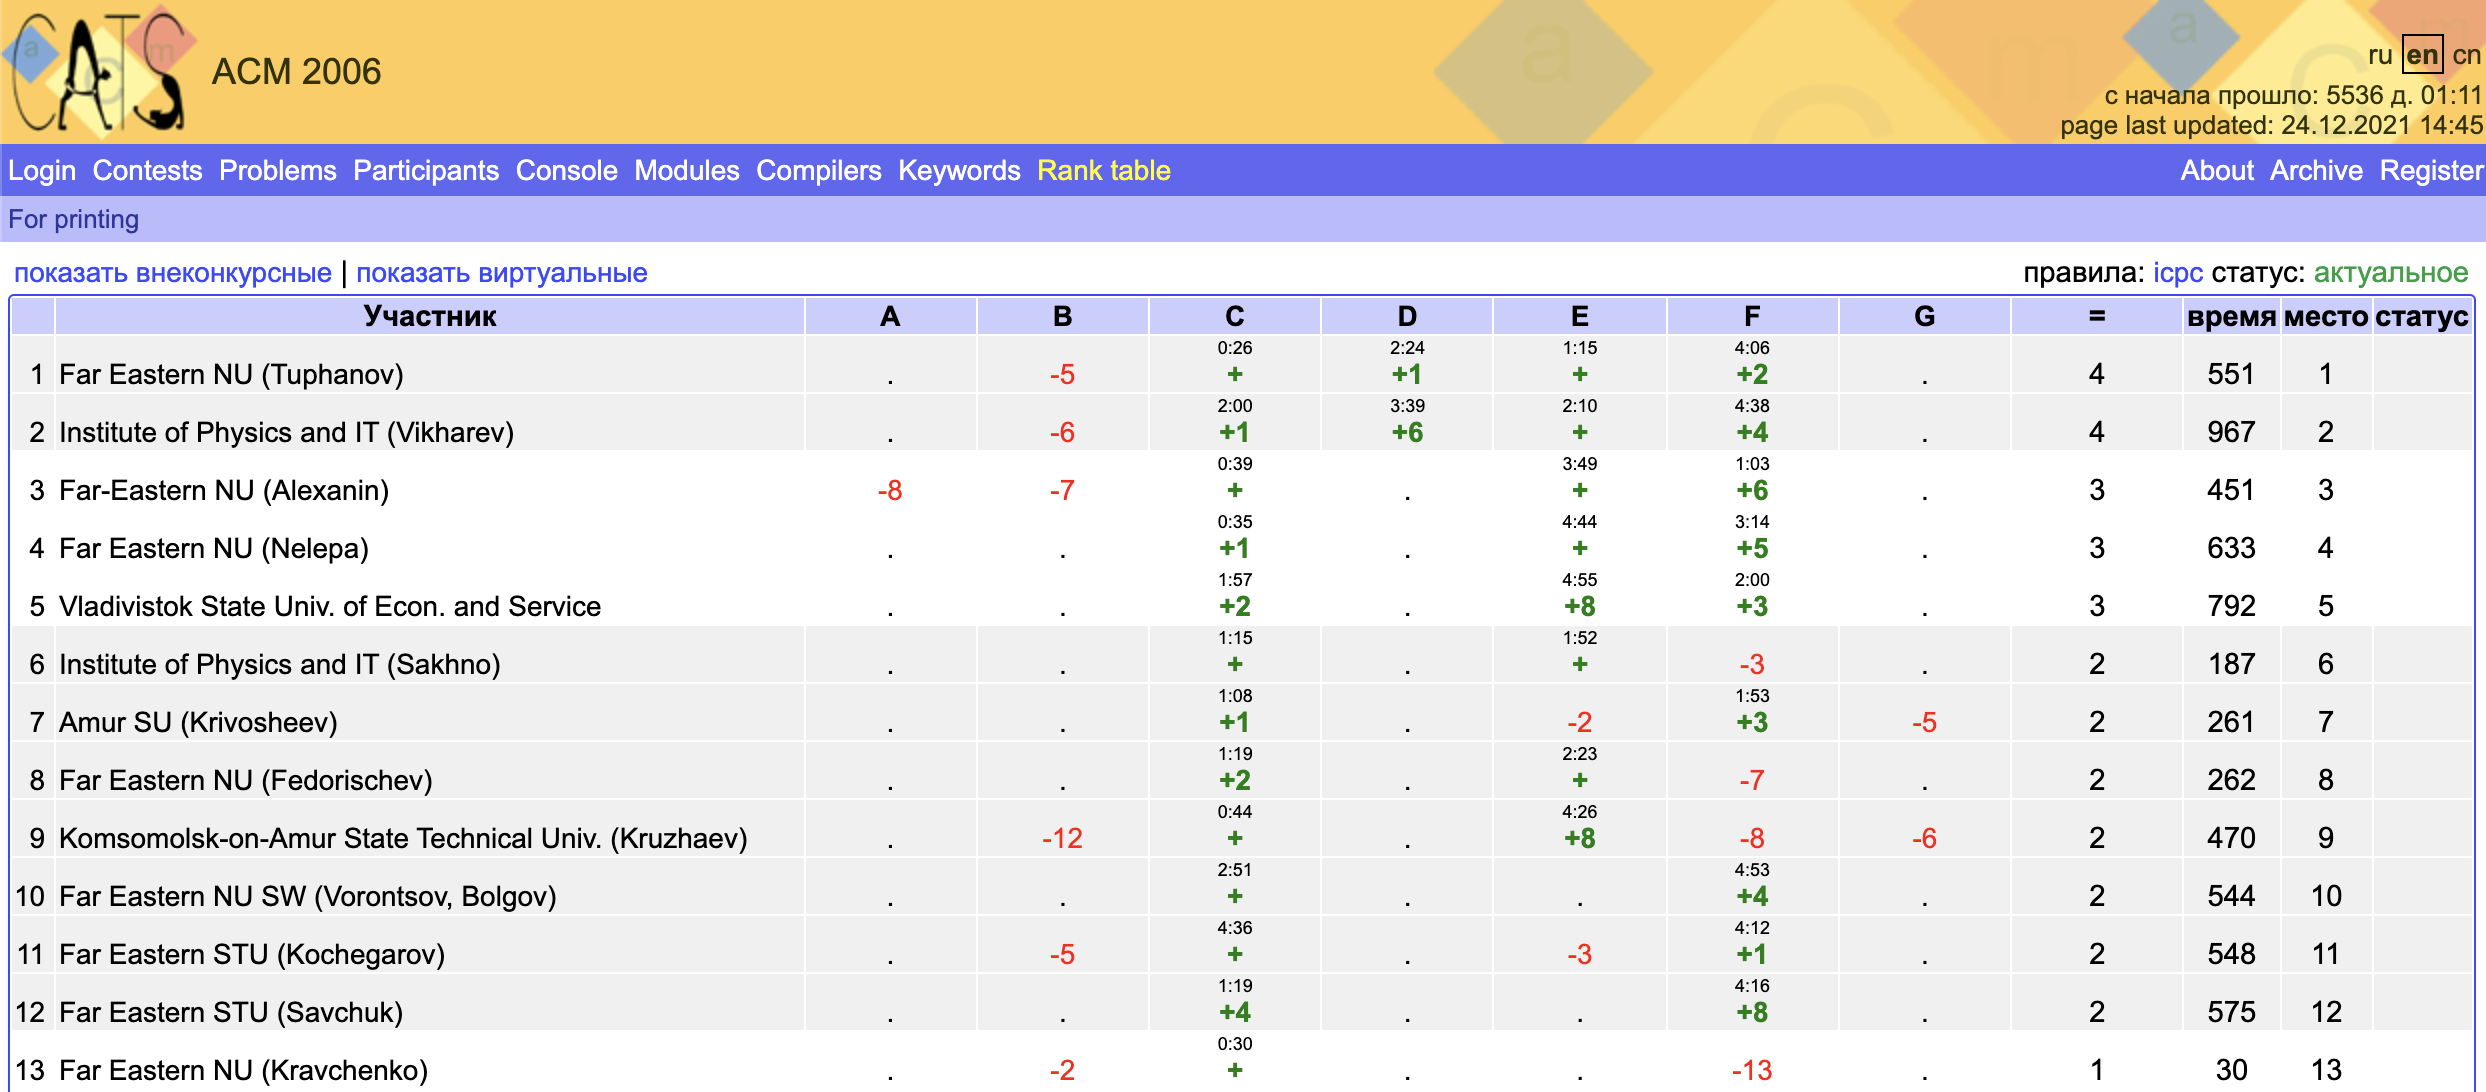 CATS
a
c
m
ACM 2006
a
c
m
a
c
m
ru en cn
с начала прошло: 5536 д. 01:11
page last updated: 24.12.2021 14:45
Login Contests Problems Participants Console Modules Compilers Keywords Rank table About Archive Register
For printing
показать внеконкурсные | показать виртуальные правила: icpc статус: актуальное
Участник A B C D E F G = время место статус
0:26 2:24 1:15 4:06
1 Far Eastern NU (Tuphanov) . -5 + +1 + +2 . 4 551 1
2:00 3:39 2:10 4:38
2 Institute of Physics and IT (Vikharev) . -6 +1 +6 + +4 . 4 967 2
0:39 3:49 1:03
3 Far-Eastern NU (Alexanin) -8 -7 + . + +6 . 3 451 3
0:35 4:44 3:14
4 Far Eastern NU (Nelepa) . . +1 . + +5 . 3 633 4
1:57 4:55 2:00
5 Vladivistok State Univ. of Econ. and Service . . +2 . +8 +3 . 3 792 5
1:15 1:52
6 Institute of Physics and IT (Sakhno) . . + . + -3 . 2 187 6
1:08 1:53
7 Amur SU (Krivosheev) . . +1 . -2 +3 -5 2 261 7
1:19 2:23
8 Far Eastern NU (Fedorischev) . . +2 . + -7 . 2 262 8
0:44 4:26
9 Komsomolsk-on-Amur State Technical Univ. (Kruzhaev) . -12 + . +8 -8 -6 2 470 9
2:51 4:53
10 Far Eastern NU SW (Vorontsov, Bolgov) . . + . . +4 . 2 544 10
4:36 4:12
11 Far Eastern STU (Kochegarov) . -5 + . -3 +1 . 2 548 11
1:19 4:16
12 Far Eastern STU (Savchuk) . . +4 . . +8 . 2 575 12
0:30
13 Far Eastern NU (Kravchenko) . -2 + . . -13 . 1 30 13